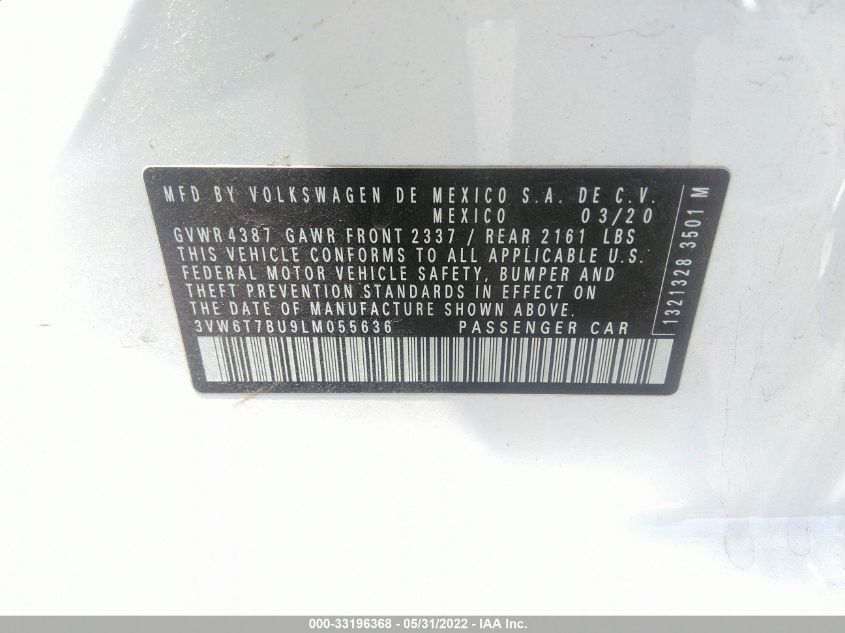 MFD BY VOLKSWAGEN DE MEXICO S.A. DE C.V.
MEXICO 03/20
GVWR 4387 GAWR FRONT 2337 / REAR 2161 LBS
THIS VEHICLE CONFORMS TO ALL APPLICABLE U.S.
FEDERAL MOTOR VEHICLE SAFETY, BUMPER AND
THEFT PREVENTION STANDARDS IN EFFECT ON
THE DATE OF MANUFACTURE SHOWN ABOVE.
3VW6T7BU9LM055636 PASSENGER CAR
1321328 3501 M
000-33196368 - 05/31/2022 - IAA Inc.